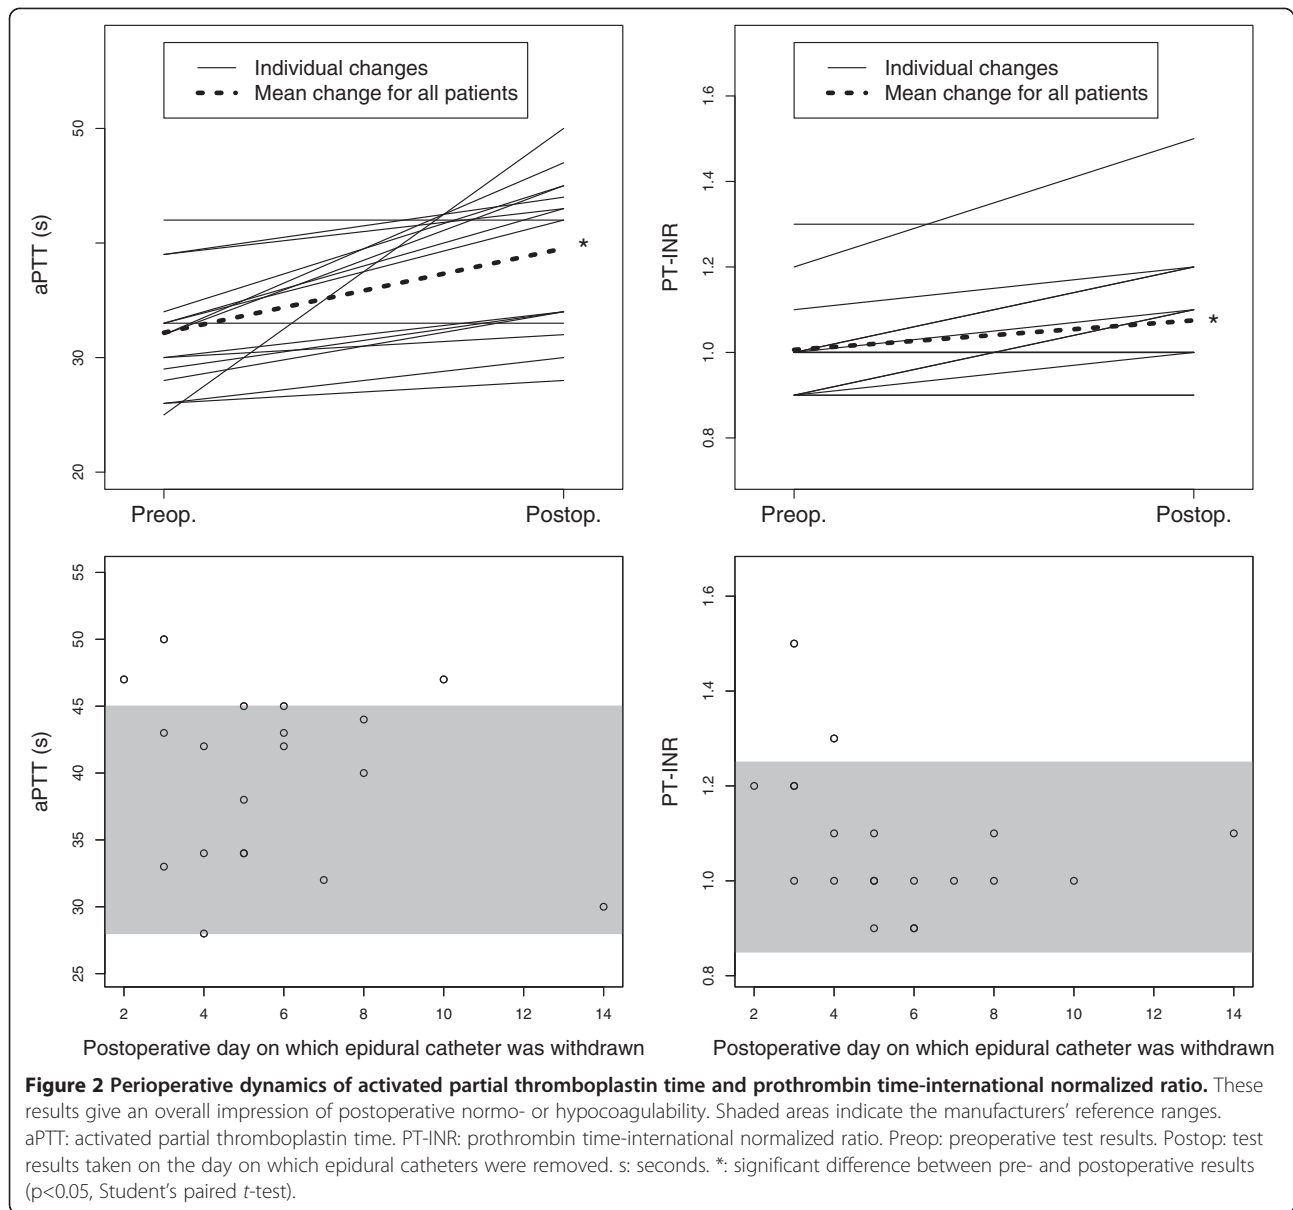 Individual changes
Mean change for all patients
50
30
20
aPTT (s)
*
Preop.
Postop.
Individual changes
Mean change for all patients
1.6
1.4
1.2
1.0
0.8
PT-INR
*
Preop.
Postop.
55
50
45
40
35
30
25
aPTT (s)
2
4
6
8
10
12
14
Postoperative day on which epidural catheter was withdrawn
1.6
1.4
1.2
1.0
0.8
PT-INR
2
4
6
8
10
12
14
Postoperative day on which epidural catheter was withdrawn
Figure 2 Perioperative dynamics of activated partial thromboplastin time and prothrombin time-international normalized ratio. These
results give an overall impression of postoperative normo- or hypocoagulability. Shaded areas indicate the manufacturers’ reference ranges.
aPTT: activated partial thromboplastin time. PT-INR: prothrombin time-international normalized ratio. Preop: preoperative test results. Postop: test
results taken on the day on which epidural catheters were removed. s: seconds. *: significant difference between pre- and postoperative results
(p<0.05, Student’s paired t-test).